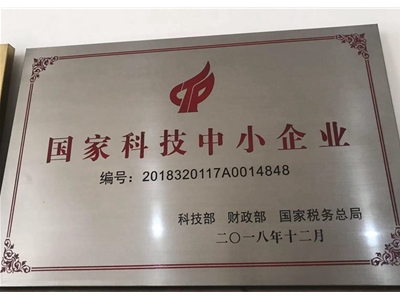 国家科技中小企业
编号：2018320117A0014848
科技部 财政部 国家税务总局
二〇一八年十二月